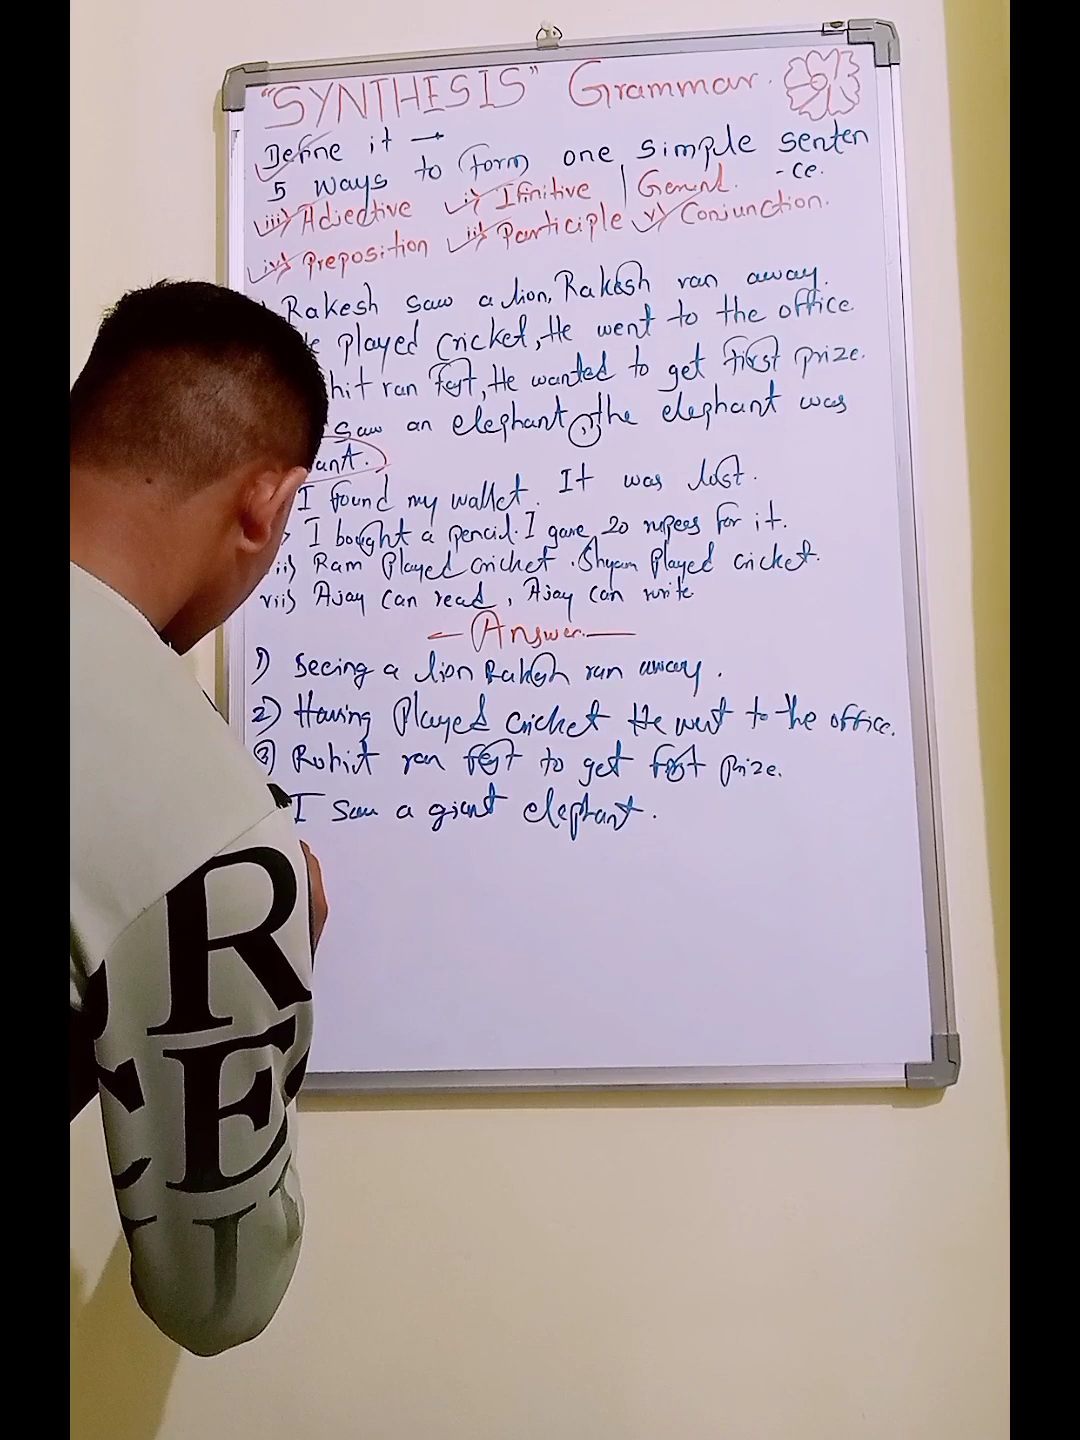 "SYNTHESIS" Grammar.
Define it →
5 ways to form one simple senten
-ce.
iii) Adjective i) Ifinitive | Gerund.
iv) Preposition ii) Participle v) Conjunction.
Rakesh saw a lion, Rakesh ran away.
played cricket, He went to the office.
hit ran fast, He wanted to get first prize.
saw an elephant, the elephant was
iant.
I found my wallet. It was lost.
I bought a pencil. I gave 20 rupees for it.
ii) Ram Played cricket. Shyam Played cricket.
vii) Ajay can read, Ajay can write
— Answer —
1) Seeing a lion Rakesh ran away.
2) Having Played cricket He went to the office.
3) Rohit ran fast to get first prize.
I saw a giant elephant.
R
E